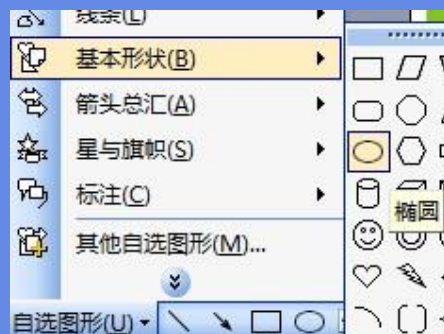 线条(L)
基本形状(B)
箭头总汇(A)
星与旗帜(S)
标注(C)
椭圆
其他自选图形(M)...
自选图形(U)